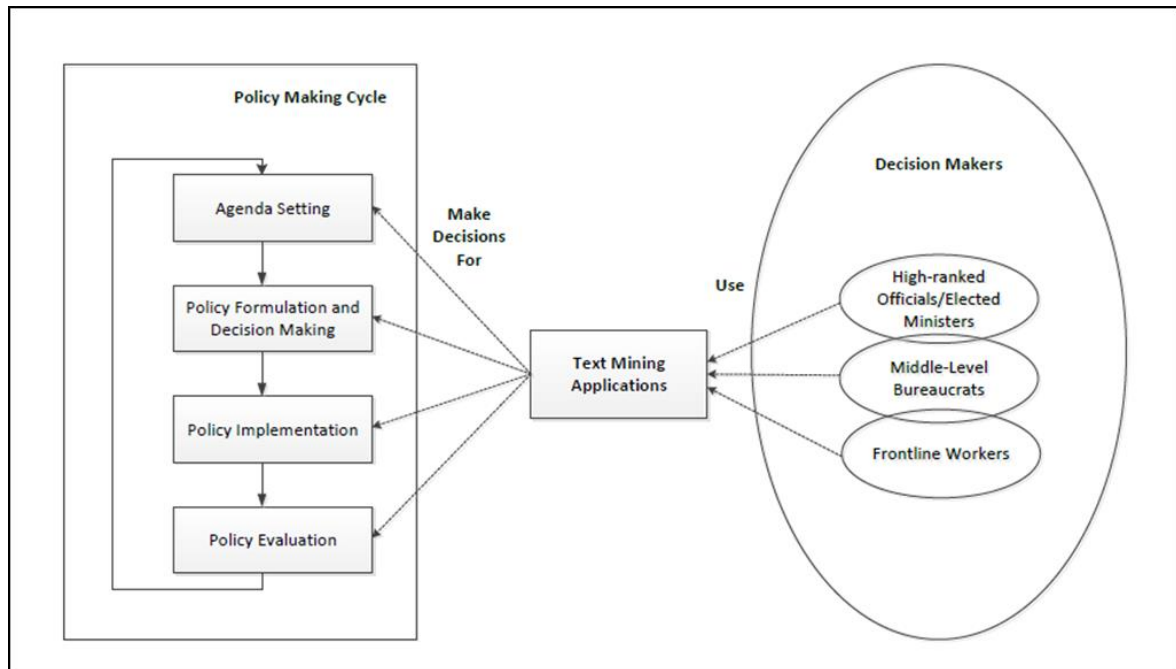 Policy Making Cycle
Agenda Setting
Policy Formulation and
Decision Making
Policy Implementation
Policy Evaluation
Make
Decisions
For
Text Mining
Applications
Use
Decision Makers
High-ranked
Officials/Elected
Ministers
Middle-Level
Bureaucrats
Frontline Workers